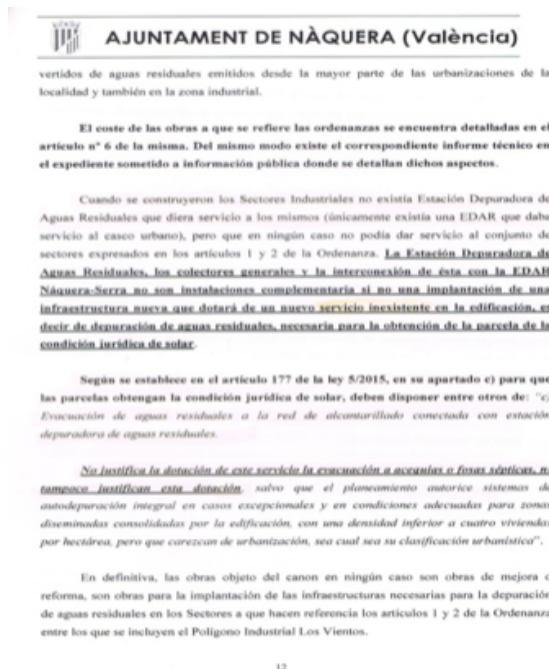 AJUNTAMENT DE NÀQUERA (València)
vertidos de aguas residuales emitidos desde la mayor parte de las urbanizaciones de la
localidad y también en la zona industrial.
El coste de las obras a que se refiere las ordenanzas se encuentra detalladas en el
artículo nº 6 de la misma. Del mismo modo existe el correspondiente informe técnico en
el expediente sometido a información pública donde se detallan dichos aspectos.
Cuando se construyeron los Sectores Industriales no existía Estación Depuradora de
Aguas Residuales que diera servicio a los mismos (únicamente existía una EDAR que daba
servicio al casco urbano), pero que en ningún caso no podía dar servicio al conjunto de
sectores expresados en los artículos 1 y 2 de la Ordenanza. La Estación Depuradora de
Aguas Residuales, los colectores generales y la interconexión de ésta con la EDAR
Náquera-Serra no son instalaciones complementaria si no una implantación de una
infraestructura nueva que dotará de un nuevo servicio inexistente en la edificación, es
decir de depuración de aguas residuales, necesaria para la obtención de la parcela de la
condición jurídica de solar.
Según se establece en el artículo 177 de la ley 5/2015, en su apartado c) para que
las parcelas obtengan la condición jurídica de solar, deben disponer entre otros de: "c)
Evacuación de aguas residuales a la red de alcantarillado conectada con estación
depuradora de aguas residuales.
No justifica la dotación de este servicio la evacuación a acequias o fosas sépticas, ni
tampoco justifican esta dotación, salvo que el planeamiento autorice sistemas de
autodepuración integral en casos excepcionales y en condiciones adecuadas para zonas
diseminadas consolidadas por la edificación, con una densidad inferior a cuatro viviendas
por hectárea, pero que carezcan de urbanización, sea cual sea su clasificación urbanística".
En definitiva, las obras objeto del canon en ningún caso son obras de mejora o
reforma, son obras para la implantación de las infraestructuras necesarias para la depuración
de aguas residuales en los Sectores a que hacen referencia los artículos 1 y 2 de la Ordenanza
entre los que se incluyen el Polígono Industrial Los Vientos.
12